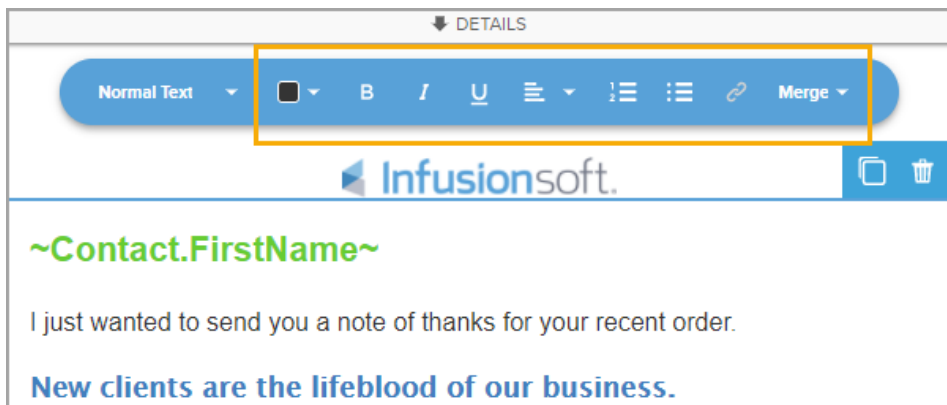 DETAILS
Normal Text B I U Merge
Infusionsoft.
~Contact.FirstName~
I just wanted to send you a note of thanks for your recent order.
New clients are the lifeblood of our business.